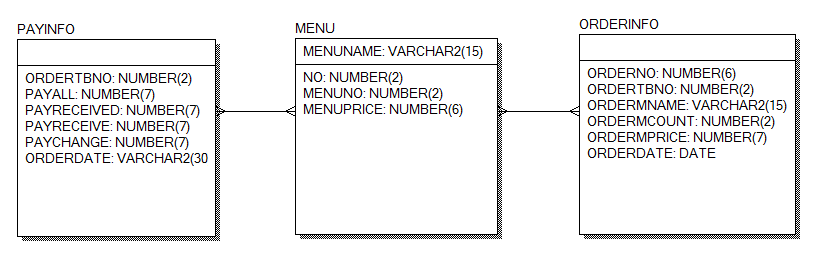 PAYINFO
ORDERTBNO: NUMBER(2)
PAYALL: NUMBER(7)
PAYRECEIVED: NUMBER(7)
PAYRECEIVE: NUMBER(7)
PAYCHANGE: NUMBER(7)
ORDERDATE: VARCHAR2(30
MENU
MENUNAME: VARCHAR2(15)
NO: NUMBER(2)
MENUNO: NUMBER(2)
MENUPRICE: NUMBER(6)
ORDERINFO
ORDERNO: NUMBER(6)
ORDERTBNO: NUMBER(2)
ORDERMNAME: VARCHAR2(15)
ORDERMCOUNT: NUMBER(2)
ORDERMPRICE: NUMBER(7)
ORDERDATE: DATE